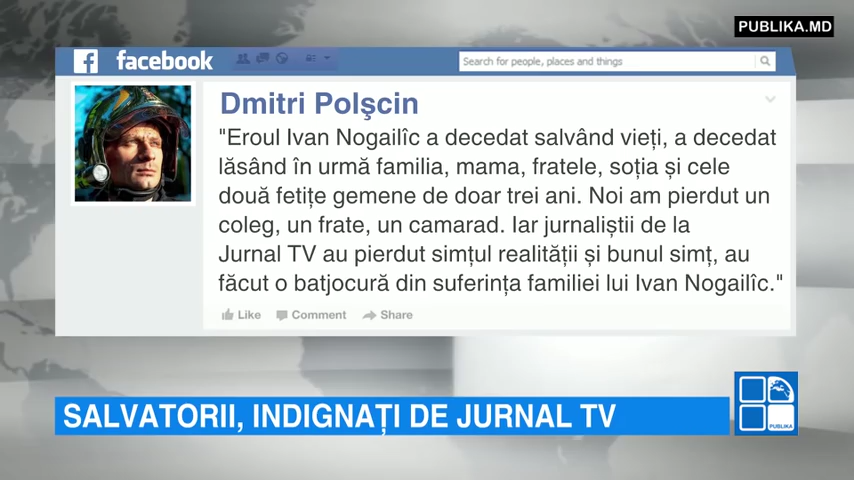 PUBLIKA.MD
facebook
Search for people, places and things
Dmitri Polşcin
"Eroul Ivan Nogailîc a decedat salvând vieți, a decedat
lăsând în urmă familia, mama, fratele, soția și cele
două fetițe gemene de doar trei ani. Noi am pierdut un
coleg, un frate, un camarad. Iar jurnaliștii de la
Jurnal TV au pierdut simțul realității și bunul simț, au
făcut o batjocură din suferința familiei lui Ivan Nogailîc."
Like Comment Share
SALVATORII, INDIGNAȚI DE JURNAL TV
PUBLIKA